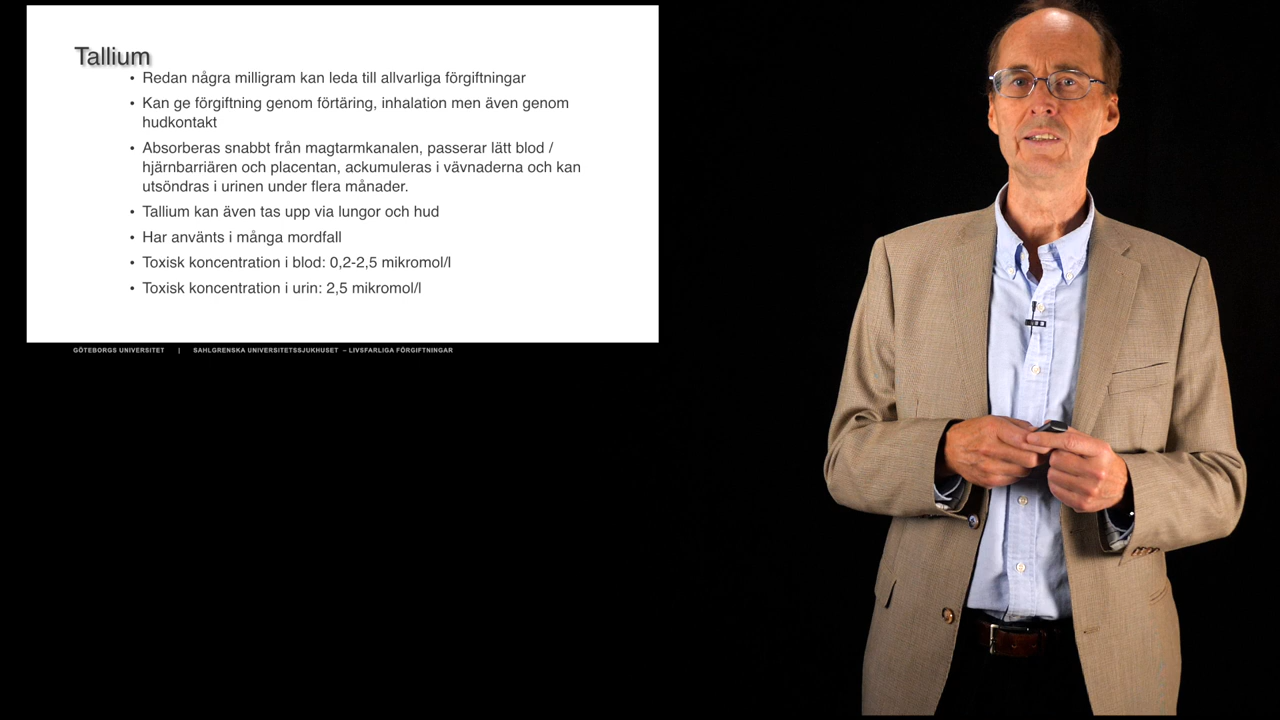 Tallium
• Redan några milligram kan leda till allvarliga förgiftningar
• Kan ge förgiftning genom förtäring, inhalation men även genom
hudkontakt
• Absorberas snabbt från magtarmkanalen, passerar lätt blod /
hjärnbarriären och placentan, ackumuleras i vävnaderna och kan
utsöndras i urinen under flera månader.
• Tallium kan även tas upp via lungor och hud
• Har använts i många mordfall
• Toxisk koncentration i blod: 0,2-2,5 mikromol/l
• Toxisk koncentration i urin: 2,5 mikromol/l
GÖTEBORGS UNIVERSITET | SAHLGRENSKA UNIVERSITETSSJUKHUSET – LIVSFARLIGA FÖRGIFTNINGAR